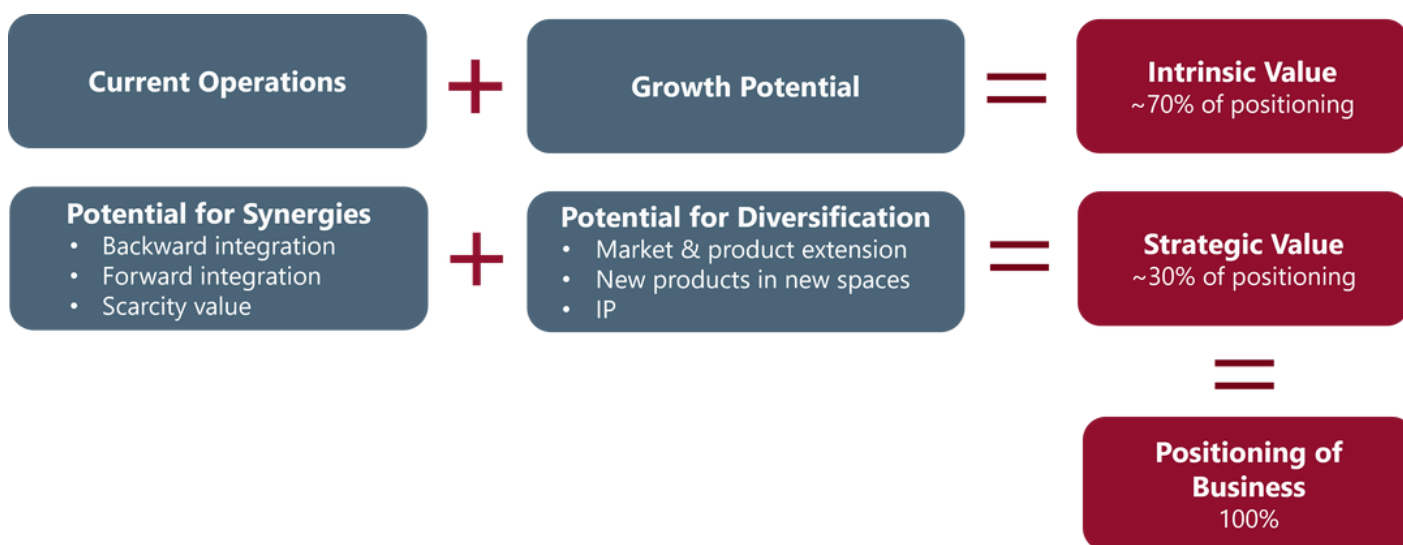 Current Operations
+
Growth Potential
=
Intrinsic Value
~70% of positioning
Potential for Synergies
• Backward integration
• Forward integration
• Scarcity value
+
Potential for Diversification
• Market & product extension
• New products in new spaces
• IP
=
Strategic Value
~30% of positioning
=
Positioning of
Business
100%